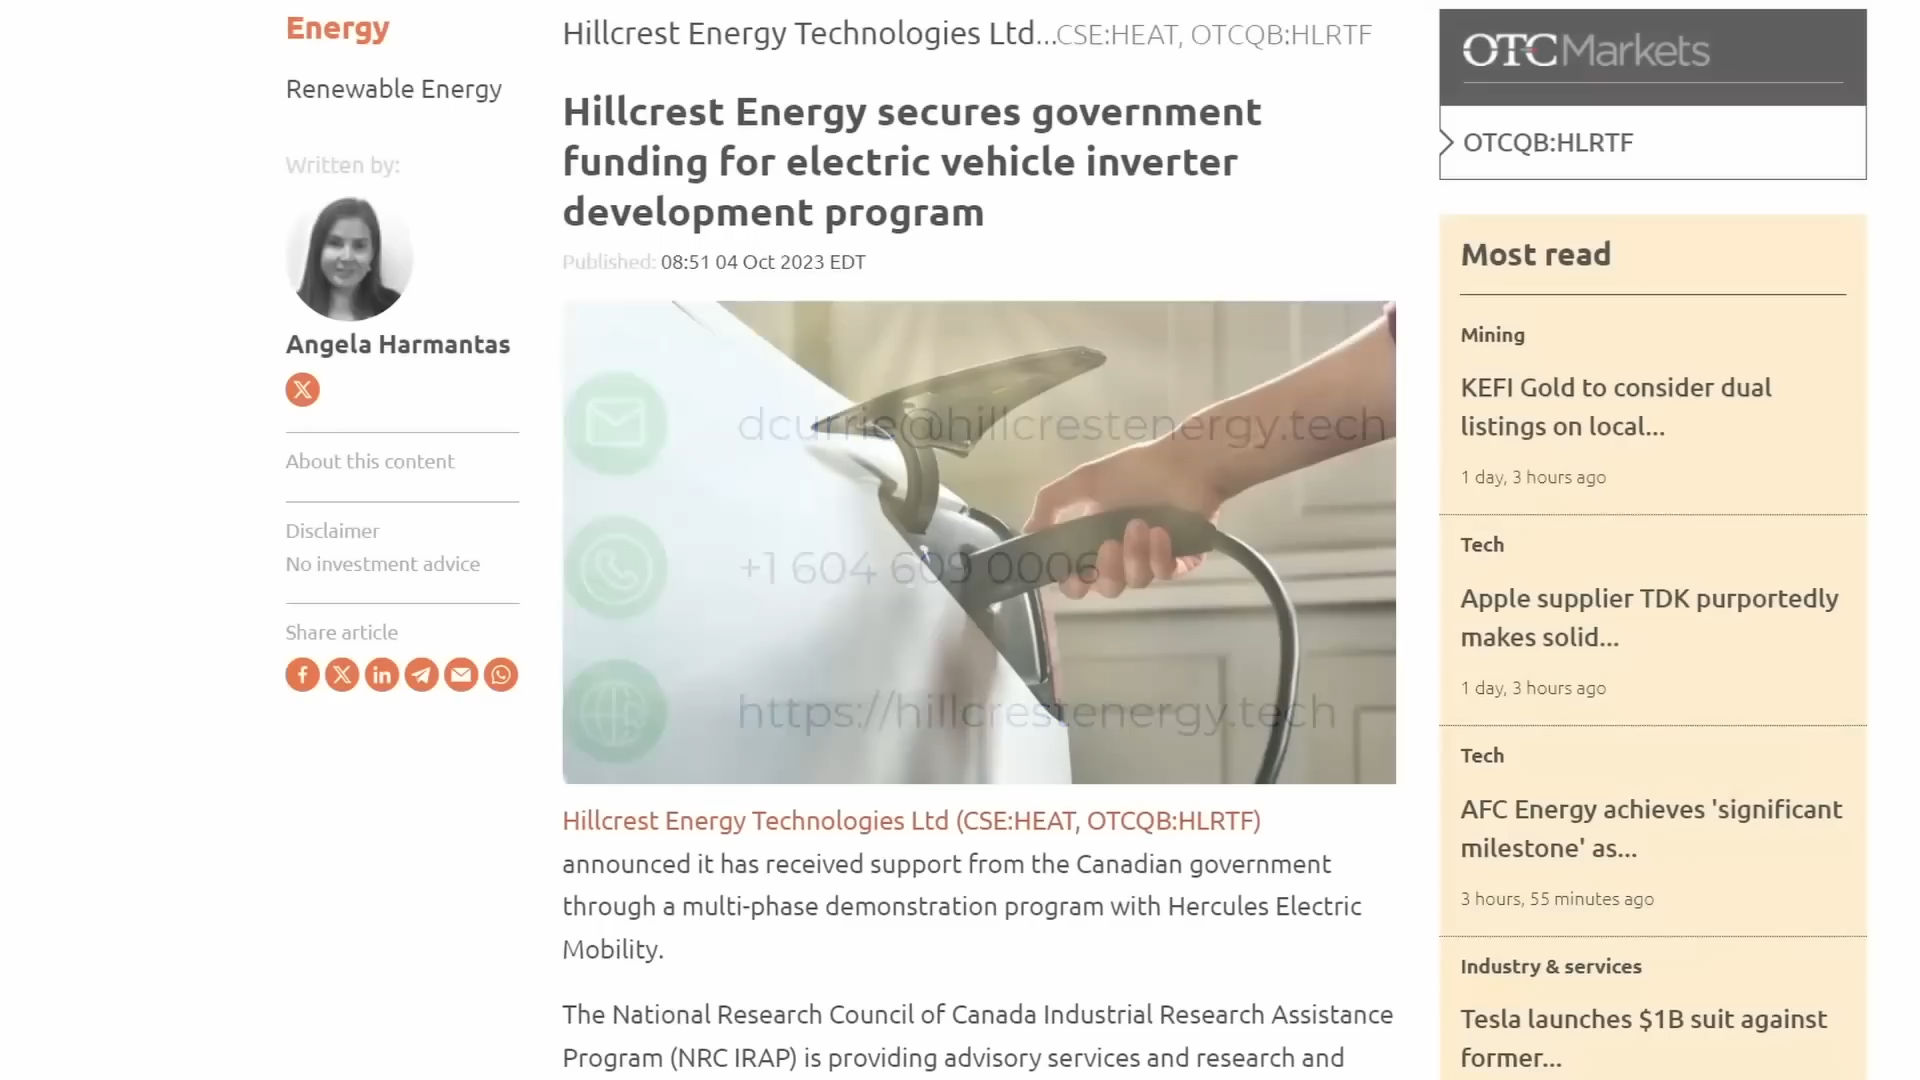 Energy
Renewable Energy
Written by:
Angela Harmantas
About this content
Disclaimer
No investment advice
Share article
Hillcrest Energy Technologies Ltd...CSE:HEAT, OTCQB:HLRTF
Hillcrest Energy secures government
funding for electric vehicle inverter
development program
Published: 08:51 04 Oct 2023 EDT
dcurrie@hillcrestenergy.tech
+1 604 609 0006
https://hillcrestenergy.tech
Hillcrest Energy Technologies Ltd (CSE:HEAT, OTCQB:HLRTF)
announced it has received support from the Canadian government
through a multi-phase demonstration program with Hercules Electric
Mobility.
The National Research Council of Canada Industrial Research Assistance
Program (NRC IRAP) is providing advisory services and research and
OTC Markets
OTCQB:HLRTF
Most read
Mining
KEFI Gold to consider dual
listings on local...
1 day, 3 hours ago
Tech
Apple supplier TDK purportedly
makes solid...
1 day, 3 hours ago
Tech
AFC Energy achieves 'significant
milestone' as...
3 hours, 55 minutes ago
Industry & services
Tesla launches $1B suit against
former...